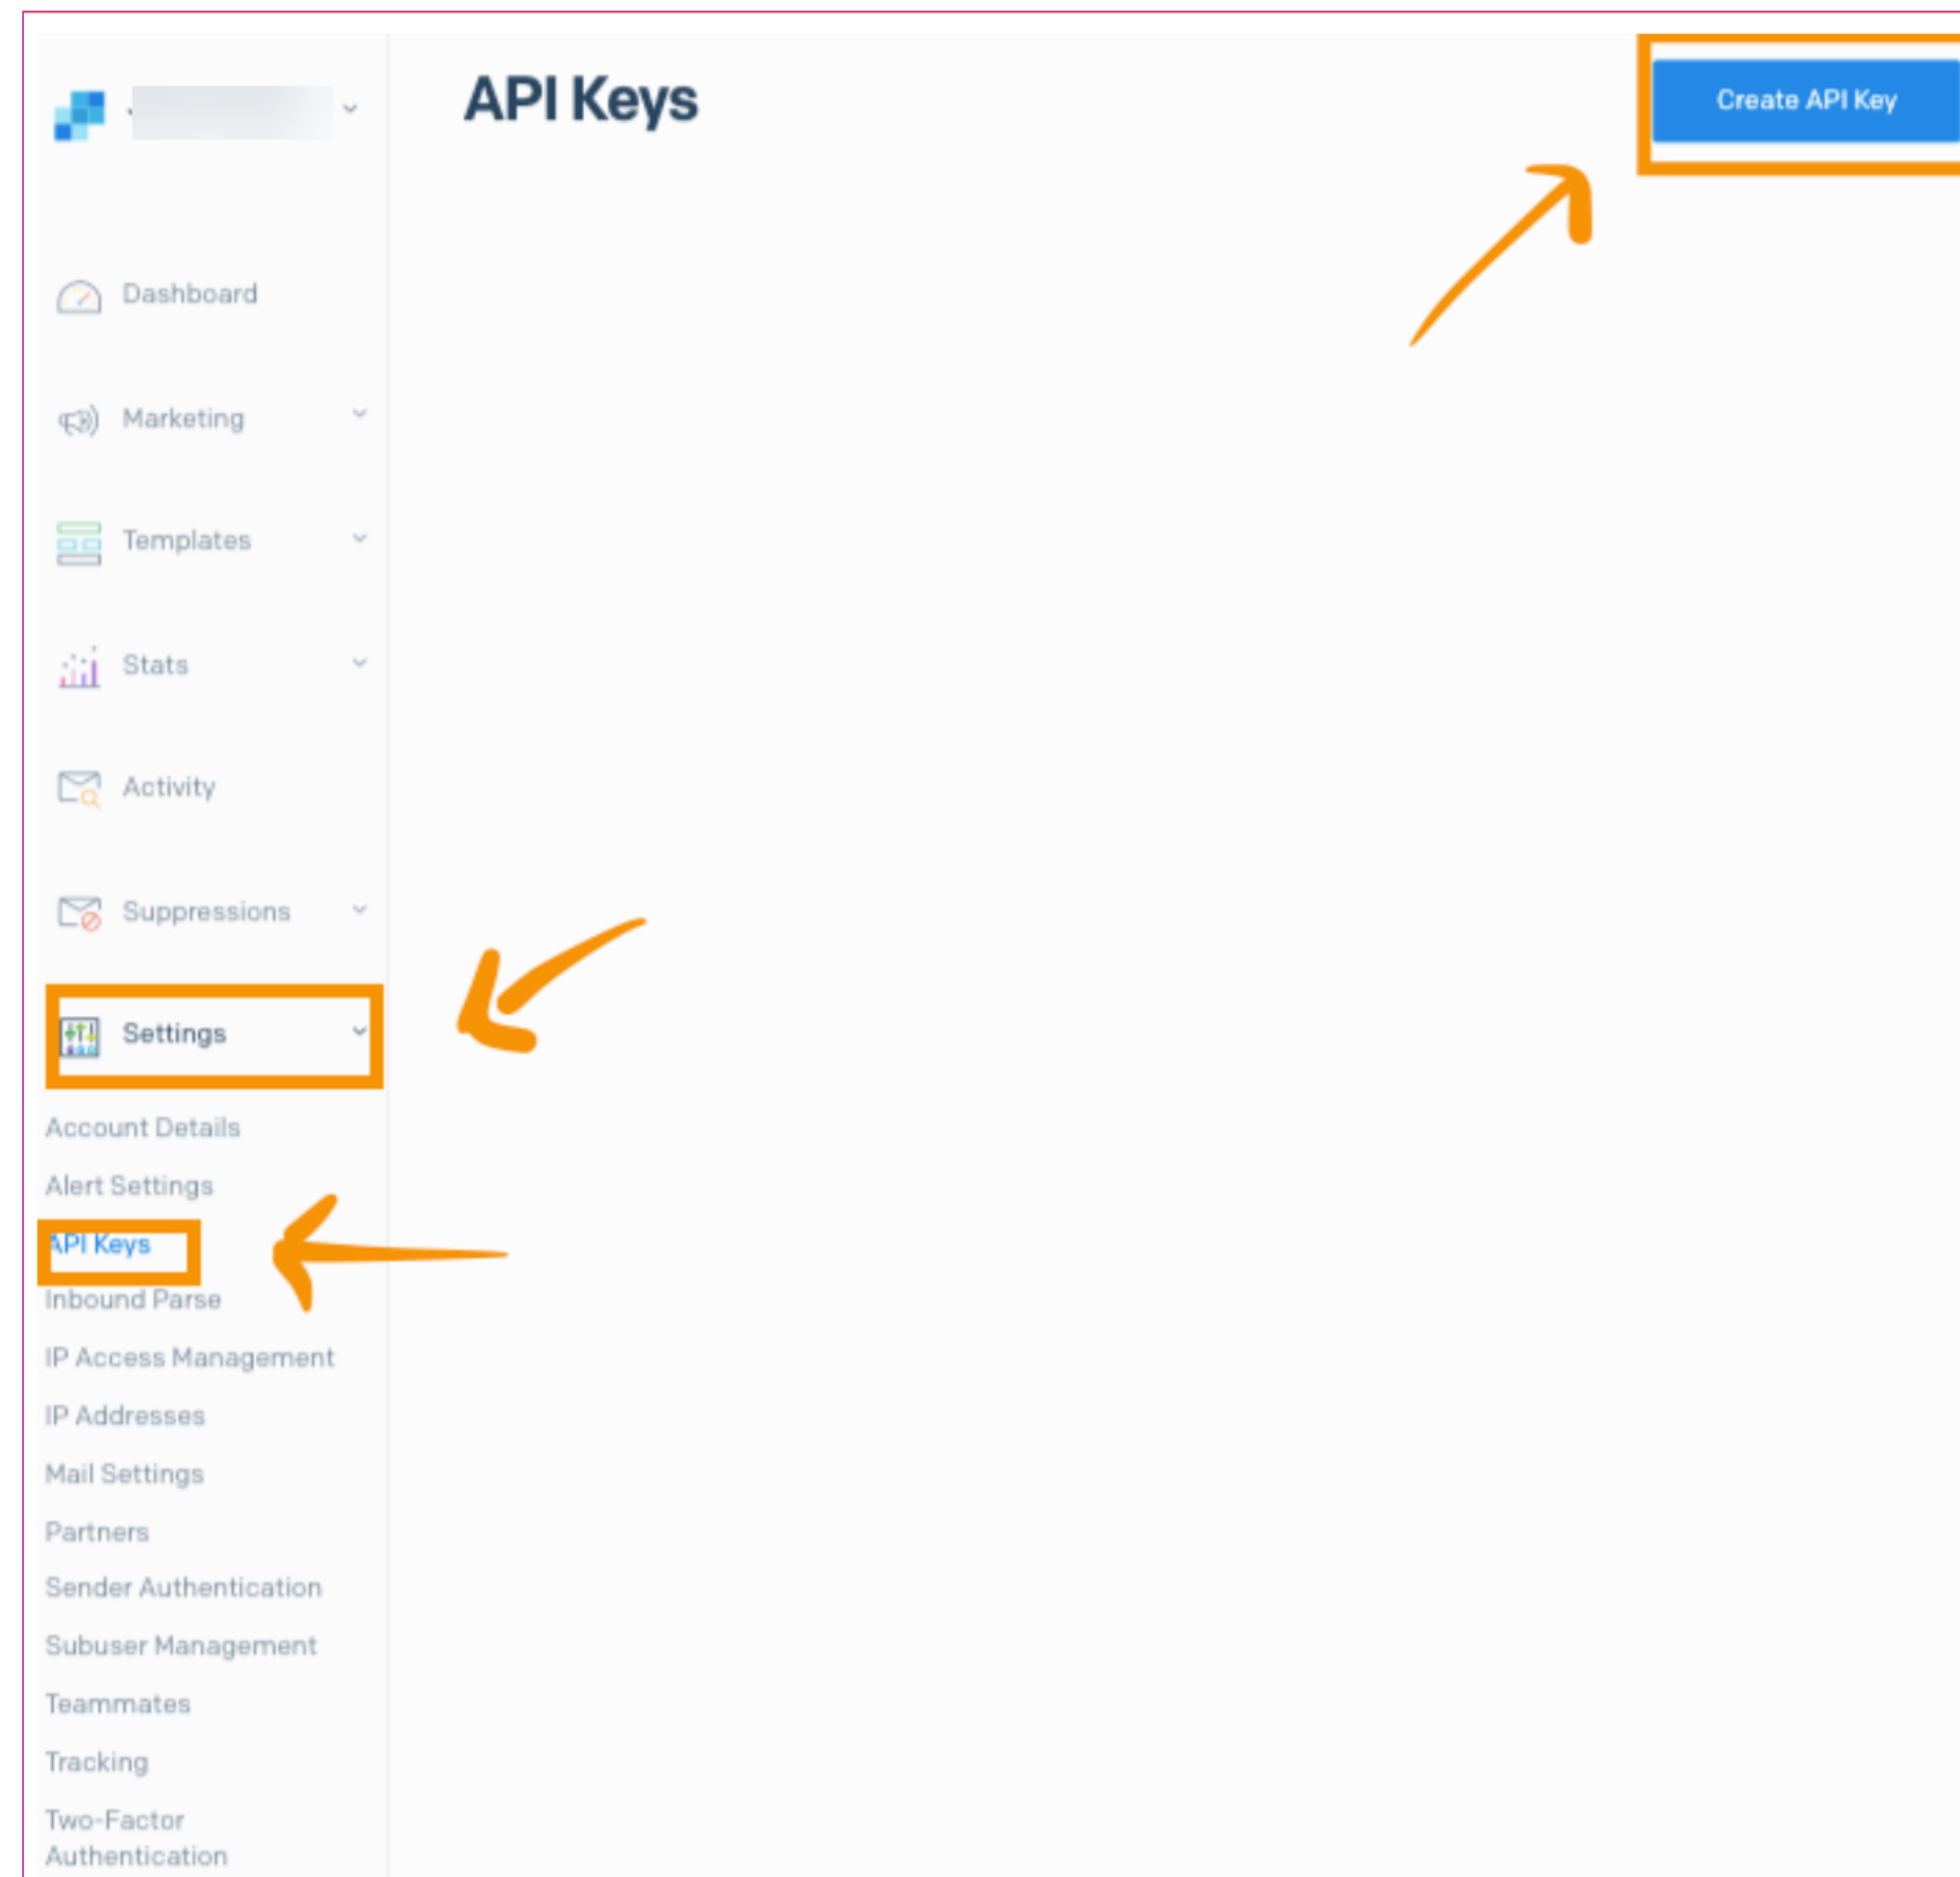 API Keys
Create API Key
Dashboard
Marketing
Templates
Stats
Activity
Suppressions
Settings
Account Details
Alert Settings
API Keys
Inbound Parse
IP Access Management
IP Addresses
Mail Settings
Partners
Sender Authentication
Subuser Management
Teammates
Tracking
Two-Factor
Authentication